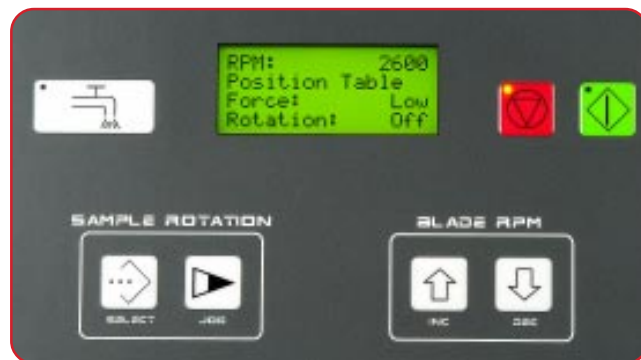 RPM: 2600
Position Table
Force: Low
Rotation: Off
SAMPLE ROTATION
BLADE RPM
SELECT
JOG
INC
DEC